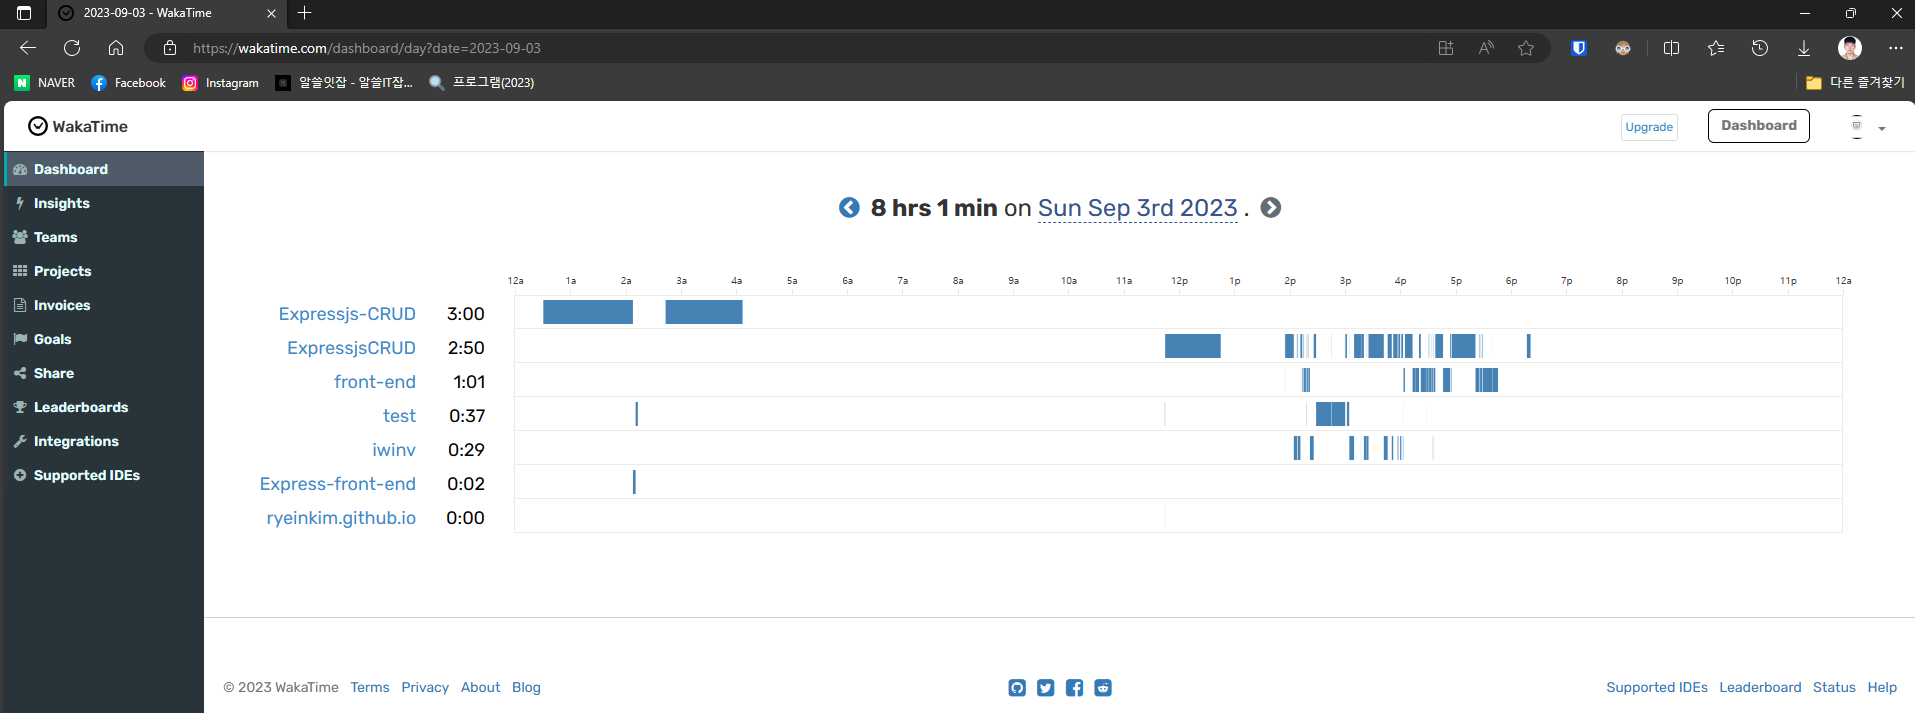 2023-09-03 - WakaTime
https://wakatime.com/dashboard/day?date=2023-09-03
NAVER Facebook Instagram 알쓸잇잡 - 알쓸IT잡... 프로그램(2023) 다른 즐겨찾기
WakaTime Upgrade Dashboard
Dashboard
Insights
Teams
Projects
Invoices
Goals
Share
Leaderboards
Integrations
Supported IDEs
8 hrs 1 min on Sun Sep 3rd 2023 .
12a 1a 2a 3a 4a 5a 6a 7a 8a 9a 10a 11a 12p 1p 2p 3p 4p 5p 6p 7p 8p 9p 10p 11p 12a
Expressjs-CRUD 3:00
ExpressjsCRUD 2:50
front-end 1:01
test 0:37
iwinv 0:29
Express-front-end 0:02
ryeinkim.github.io 0:00
© 2023 WakaTime Terms Privacy About Blog Supported IDEs Leaderboard Status Help